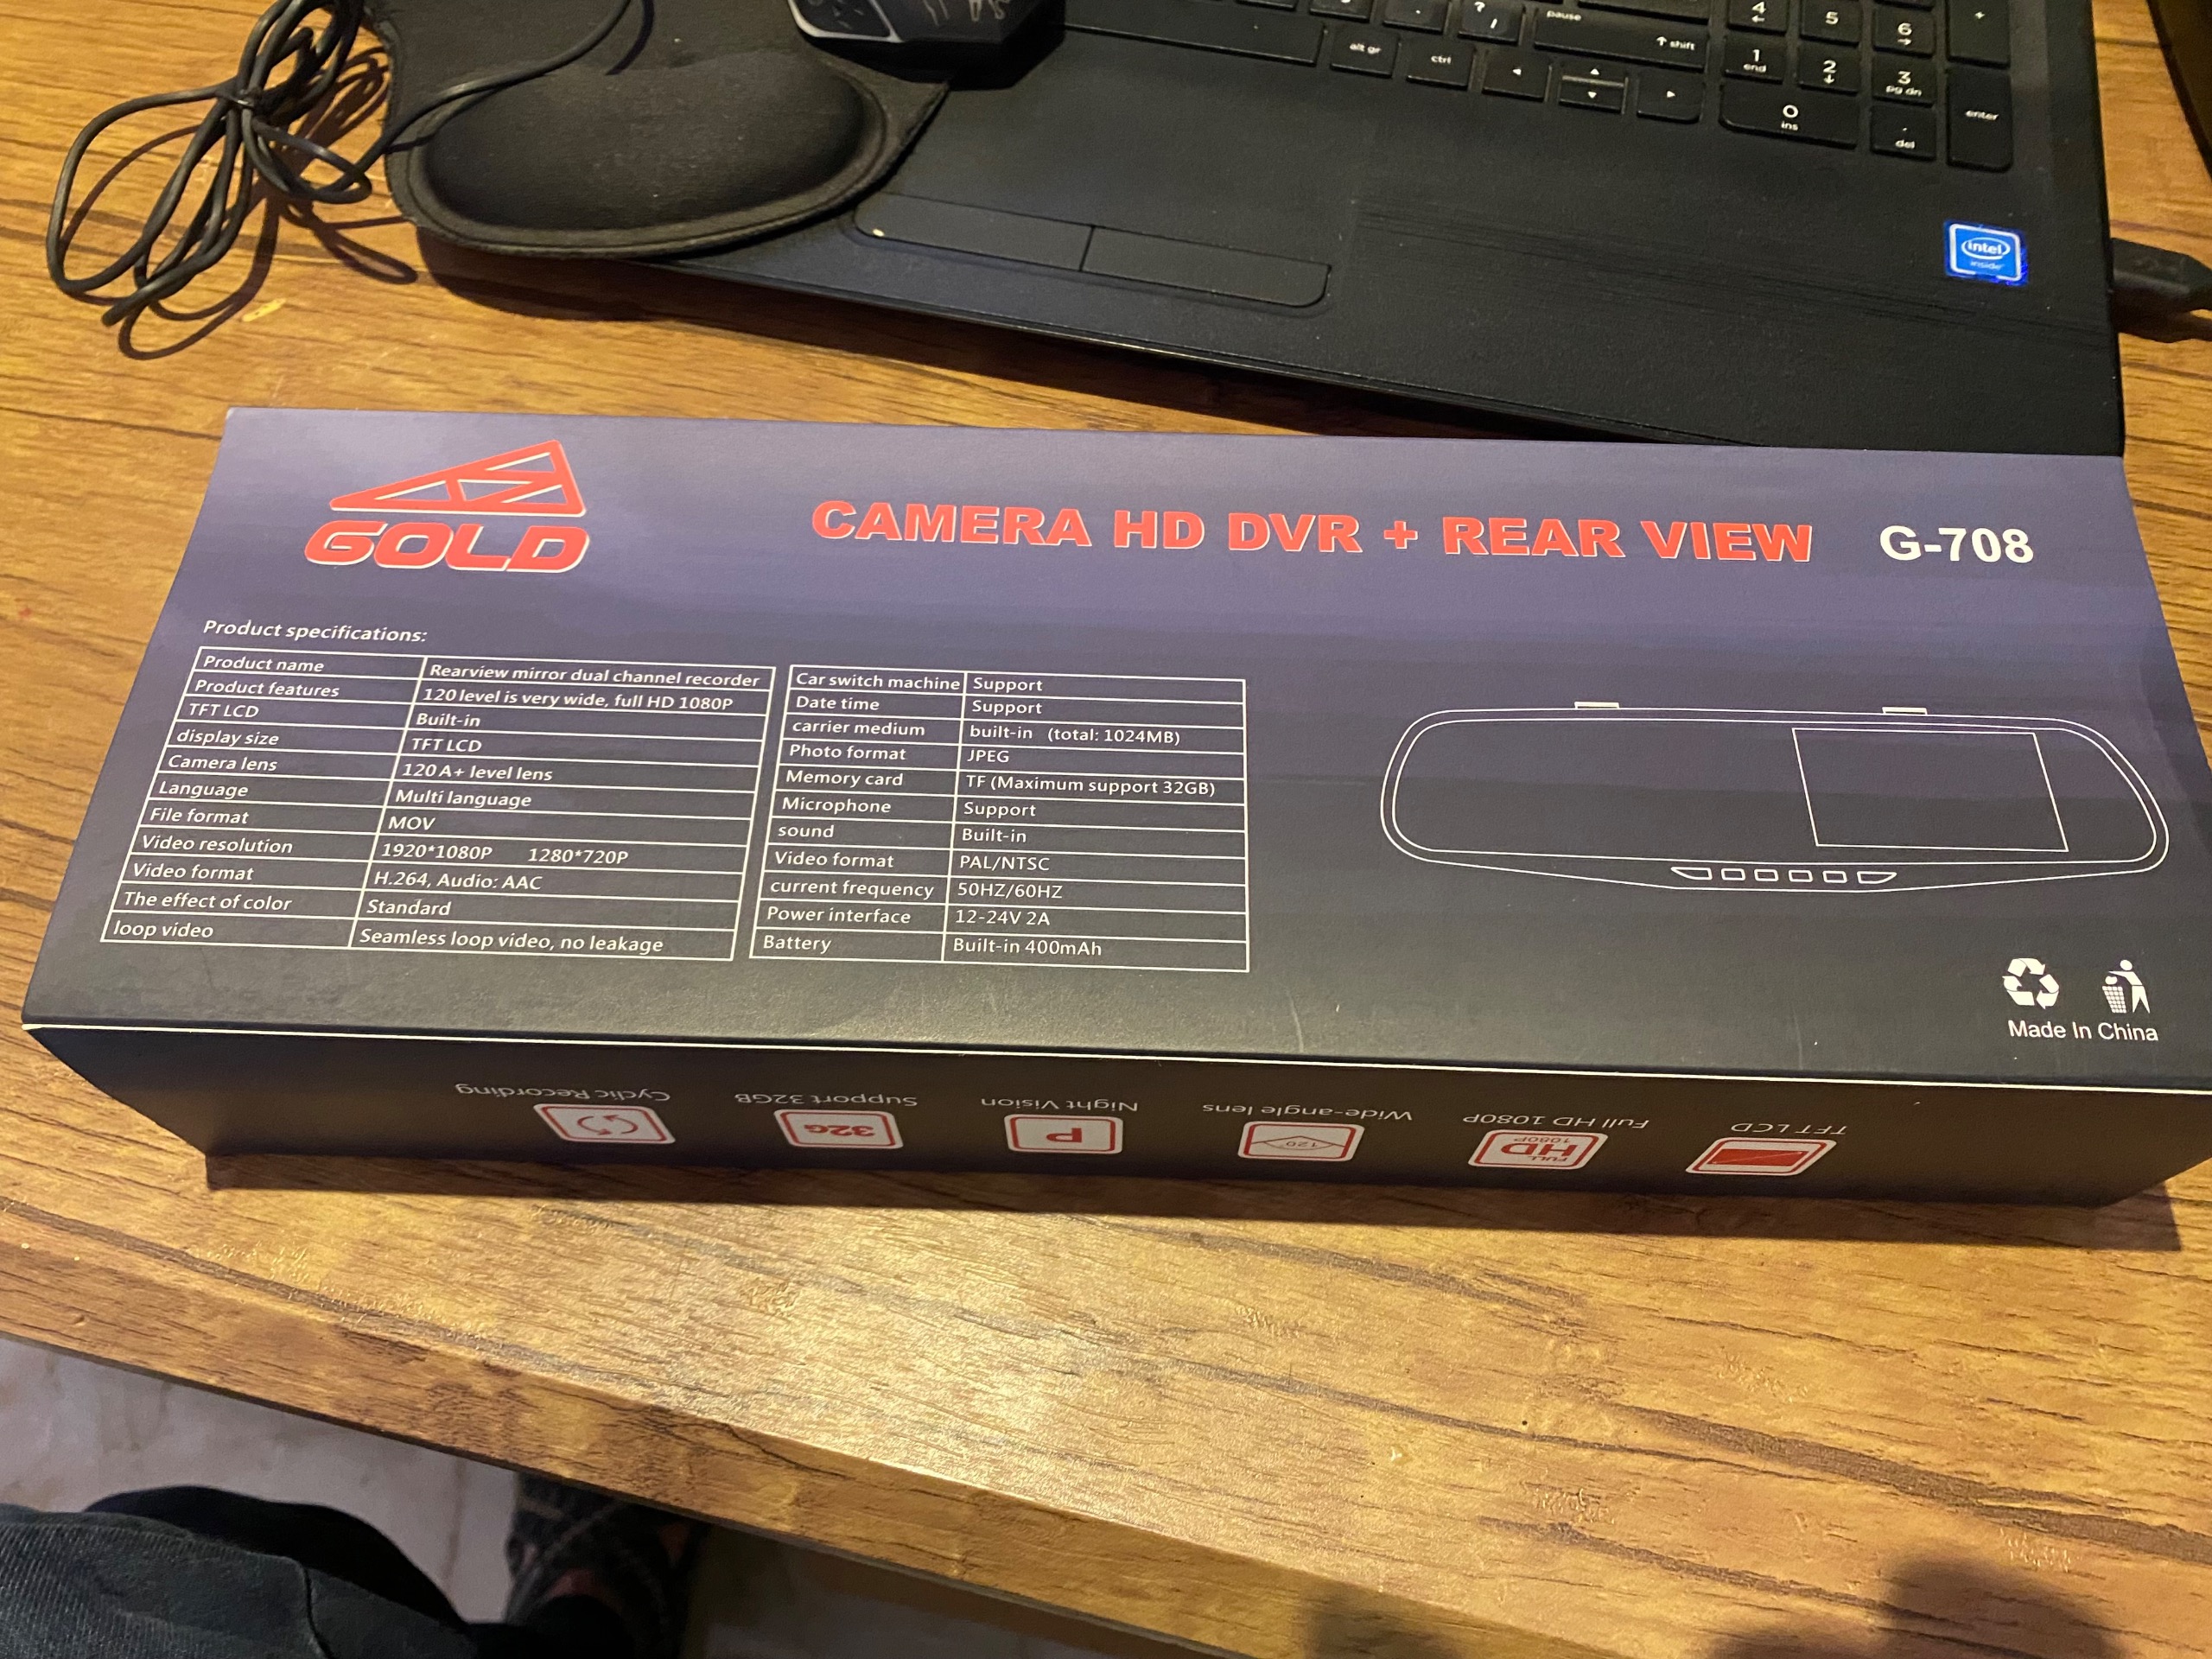 pause
↑ shift
alt gr
ctrl
4
5
6
+
1
end
2
3
pg dn
0
ins
.
del
enter
intel
inside
GOLD
CAMERA HD DVR + REAR VIEW G-708
Product specifications:
Product name Rearview mirror dual channel recorder
Product features 120 level is very wide, full HD 1080P
TFT LCD Built-in
display size TFT LCD
Camera lens 120 A+ level lens
Language Multi language
File format MOV
Video resolution 1920*1080P 1280*720P
Video format H.264, Audio: AAC
The effect of color Standard
loop video Seamless loop video, no leakage
Car switch machine Support
Date time Support
carrier medium built-in (total: 1024MB)
Photo format JPEG
Memory card TF (Maximum support 32GB)
Microphone Support
sound Built-in
Video format PAL/NTSC
current frequency 50HZ/60HZ
Power interface 12-24V 2A
Battery Built-in 400mAh
Made In China
TFT LCD
FULL
HD
1080P
Full HD 1080P
120
Wide-angle lens
P
Night Vision
32G
Support 32GB
Cyclic Recording